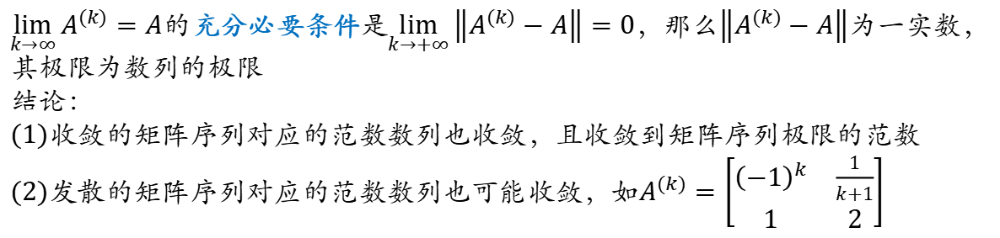 $\lim_{k\to\infty} A^{(k)} = A$的充分必要条件是$\lim_{k\to+\infty} \left\|A^{(k)} - A\right\| = 0$，那么$\left\|A^{(k)} - A\right\|$为一实数，
其极限为数列的极限
结论：
(1)收敛的矩阵序列对应的范数数列也收敛，且收敛到矩阵序列极限的范数
(2)发散的矩阵序列对应的范数数列也可能收敛，如$A^{(k)} = \begin{bmatrix} (-1)^k & \frac{1}{k+1} \\ 1 & 2 \end{bmatrix}$